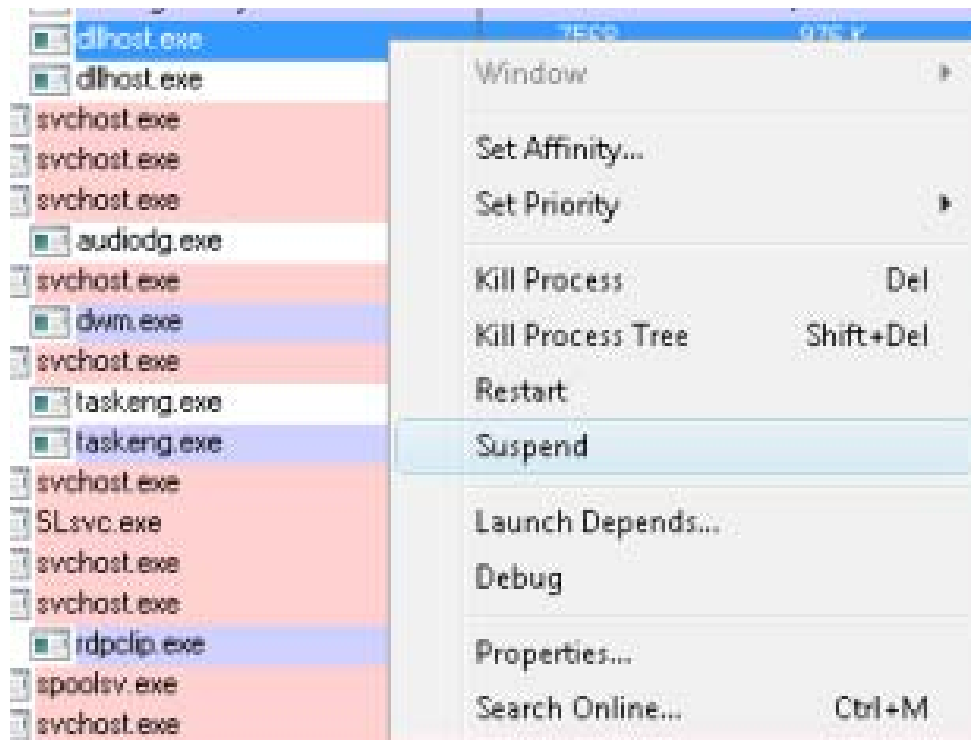 dllhost.exe
dllhost.exe
svchost.exe
svchost.exe
svchost.exe
audiodg.exe
svchost.exe
dwm.exe
svchost.exe
taskeng.exe
taskeng.exe
svchost.exe
SLsvc.exe
svchost.exe
svchost.exe
rdpclip.exe
spoolsv.exe
svchost.exe
Window
Set Affinity...
Set Priority
Kill Process Del
Kill Process Tree Shift+Del
Restart
Suspend
Launch Depends...
Debug
Properties...
Search Online... Ctrl+M